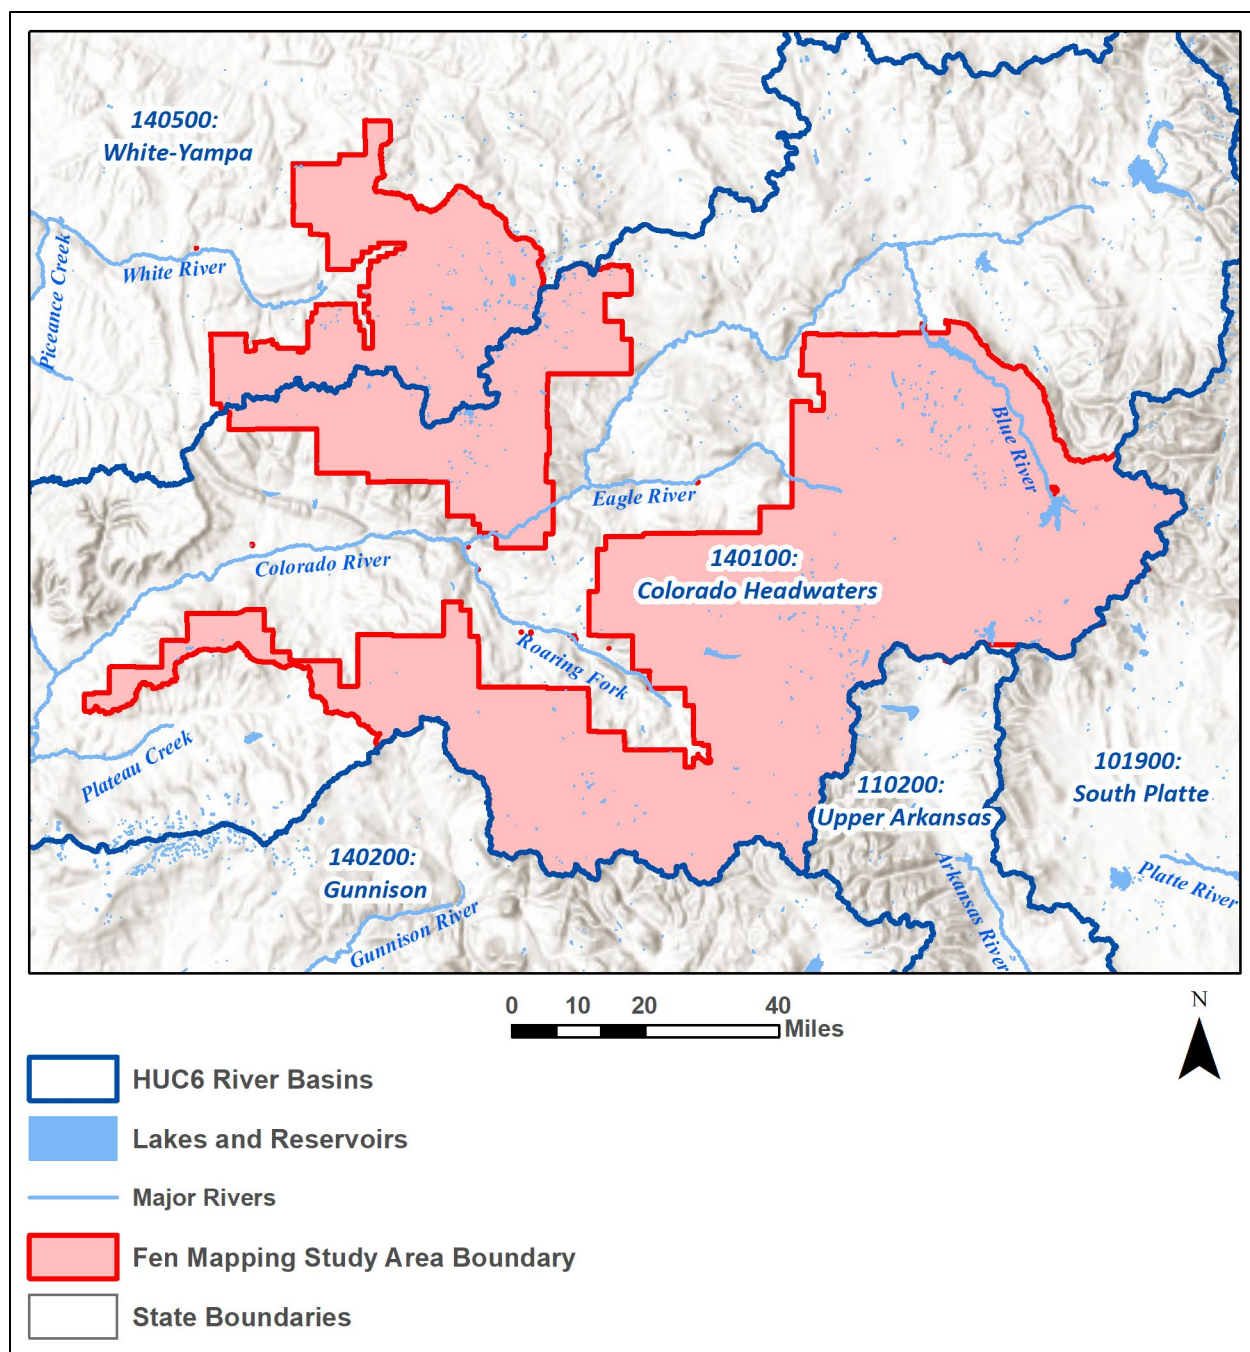 140500:
White-Yampa
Piceance Creek
White River
Blue River
Eagle River
140100:
Colorado Headwaters
Colorado River
Roaring Fork
Plateau Creek
101900:
South Platte
110200:
Upper Arkansas
140200:
Gunnison
Gunnison River
Arkansas River
Platte River
0 10 20 40
Miles
N
HUC6 River Basins
Lakes and Reservoirs
Major Rivers
Fen Mapping Study Area Boundary
State Boundaries